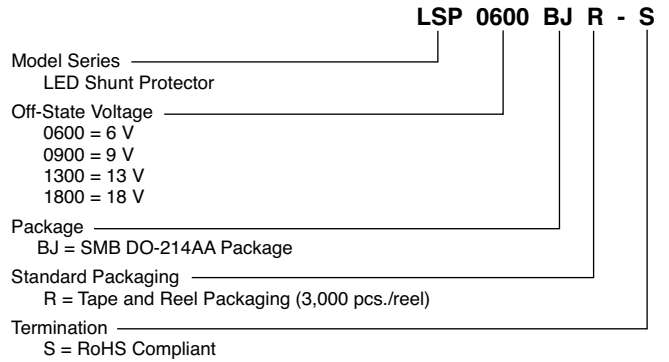 LSP 0600 BJ R - S
Model Series
LED Shunt Protector
Off-State Voltage
0600 = 6 V
0900 = 9 V
1300 = 13 V
1800 = 18 V
Package
BJ = SMB DO-214AA Package
Standard Packaging
R = Tape and Reel Packaging (3,000 pcs./reel)
Termination
S = RoHS Compliant